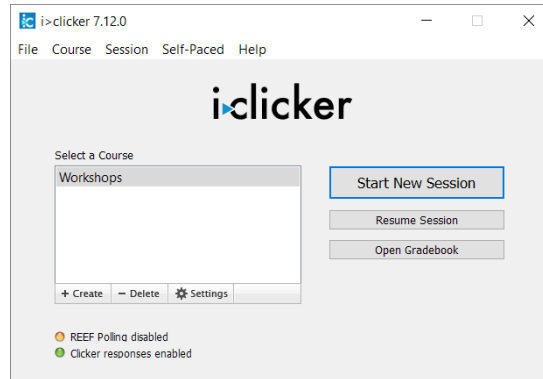 i>clicker 7.12.0
File Course Session Self-Paced Help
i>clicker
Select a Course
Workshops
Start New Session
Resume Session
Open Gradebook
+ Create − Delete Settings
REEF Polling disabled
Clicker responses enabled